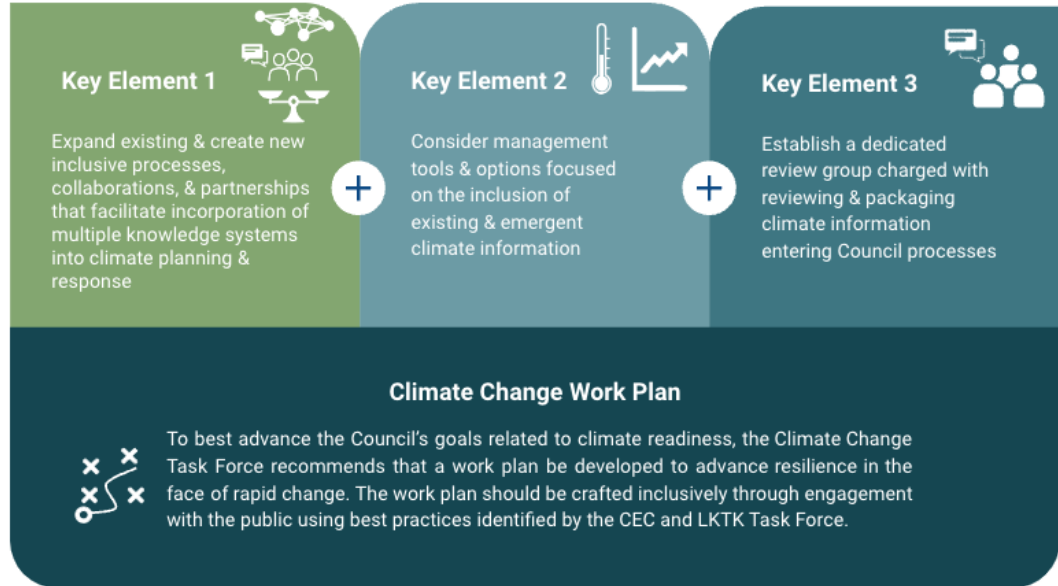 Key Element 1
Expand existing & create new
inclusive processes,
collaborations, & partnerships
that facilitate incorporation of
multiple knowledge systems
into climate planning &
response
+
Key Element 2
Consider management
tools & options focused
on the inclusion of
existing & emergent
climate information
+
Key Element 3
Establish a dedicated
review group charged with
reviewing & packaging
climate information
entering Council processes
Climate Change Work Plan
To best advance the Council's goals related to climate readiness, the Climate Change
Task Force recommends that a work plan be developed to advance resilience in the
face of rapid change. The work plan should be crafted inclusively through engagement
with the public using best practices identified by the CEC and LKTK Task Force.